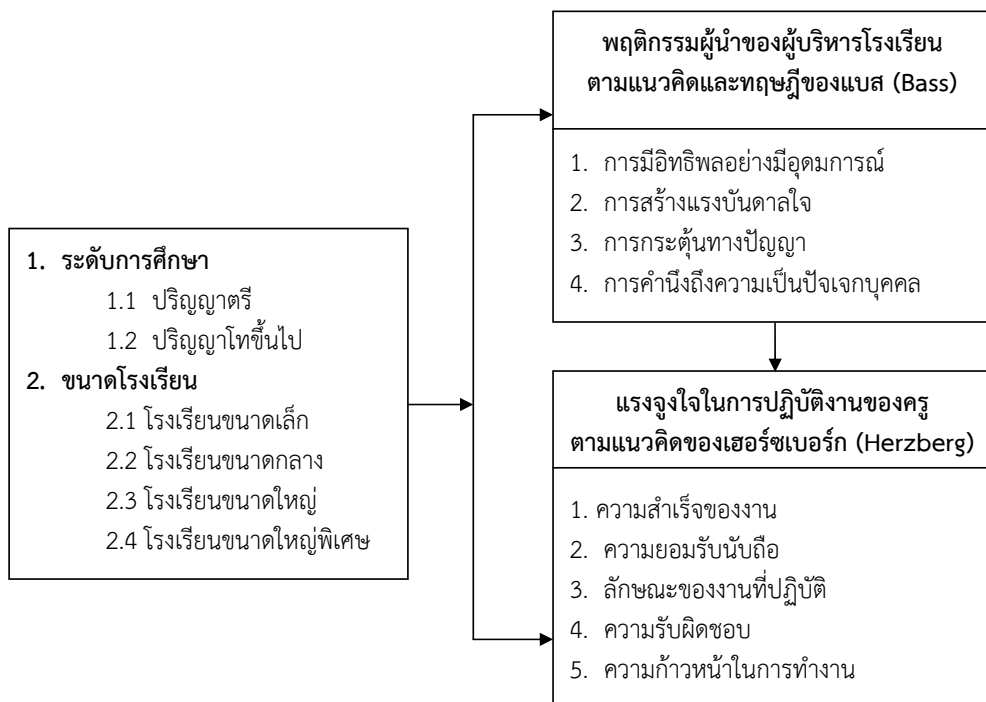 พฤติกรรมผู้นำของผู้บริหารโรงเรียน
ตามแนวคิดและทฤษฎีของแบส (Bass)
1. การมีอิทธิพลอย่างมีอุดมการณ์
2. การสร้างแรงบันดาลใจ
3. การกระตุ้นทางปัญญา
4. การคำนึงถึงความเป็นปัจเจกบุคคล
1. ระดับการศึกษา
1.1 ปริญญาตรี
1.2 ปริญญาโทขึ้นไป
2. ขนาดโรงเรียน
2.1 โรงเรียนขนาดเล็ก
2.2 โรงเรียนขนาดกลาง
2.3 โรงเรียนขนาดใหญ่
2.4 โรงเรียนขนาดใหญ่พิเศษ
แรงจูงใจในการปฏิบัติงานของครู
ตามแนวคิดของเฮอร์ซเบอร์ก (Herzberg)
1. ความสำเร็จของงาน
2. ความยอมรับนับถือ
3. ลักษณะของงานที่ปฏิบัติ
4. ความรับผิดชอบ
5. ความก้าวหน้าในการทำงาน